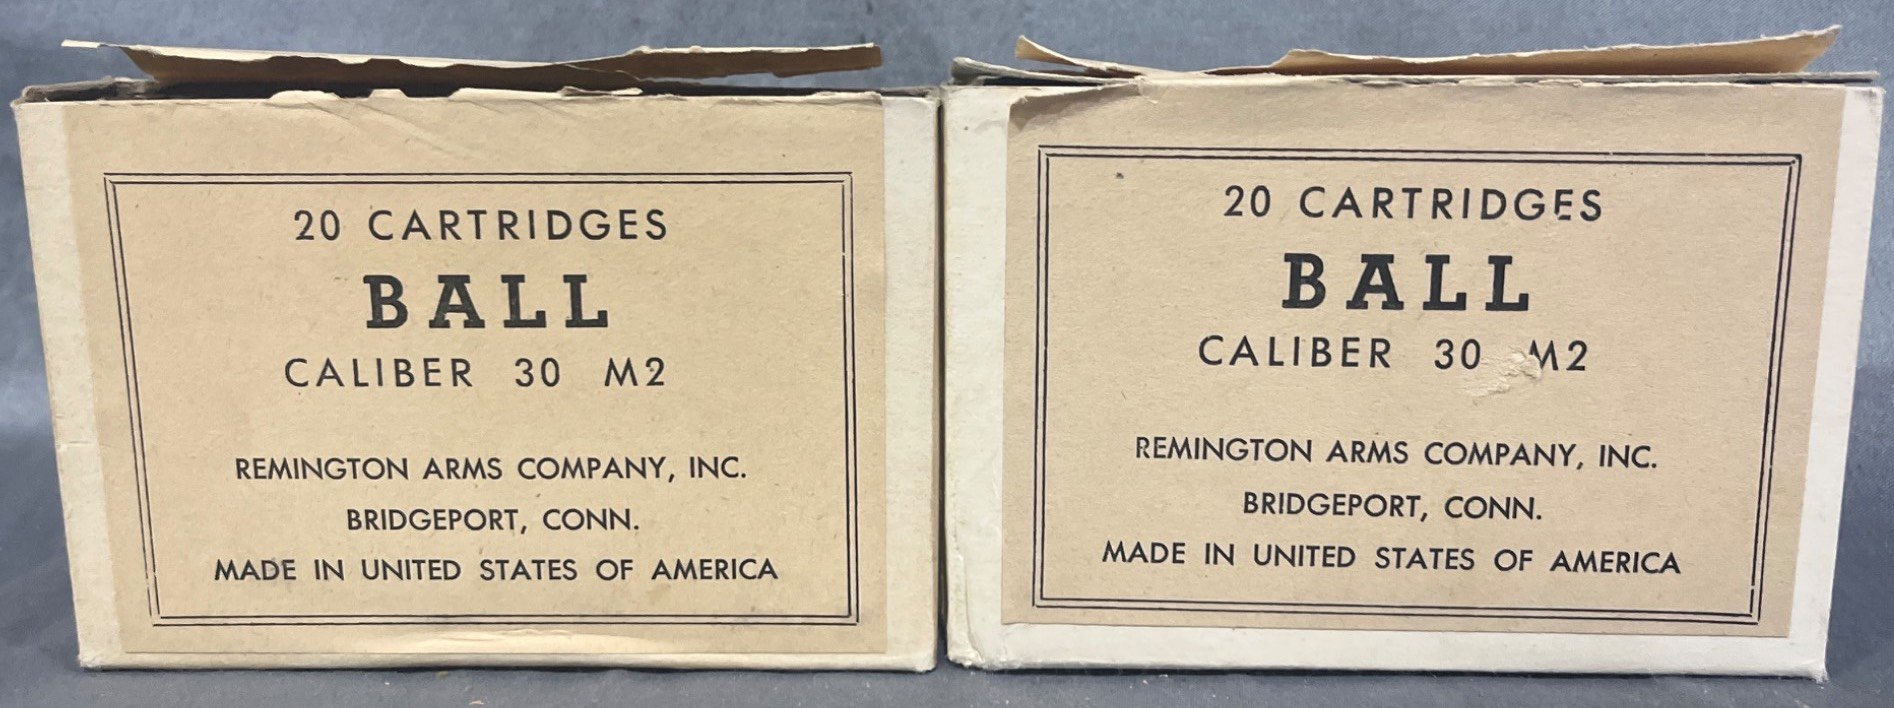 20 CARTRIDGES
BALL
CALIBER 30 M2
REMINGTON ARMS COMPANY, INC.
BRIDGEPORT, CONN.
MADE IN UNITED STATES OF AMERICA
20 CARTRIDGES
BALL
CALIBER 30 M2
REMINGTON ARMS COMPANY, INC.
BRIDGEPORT, CONN.
MADE IN UNITED STATES OF AMERICA